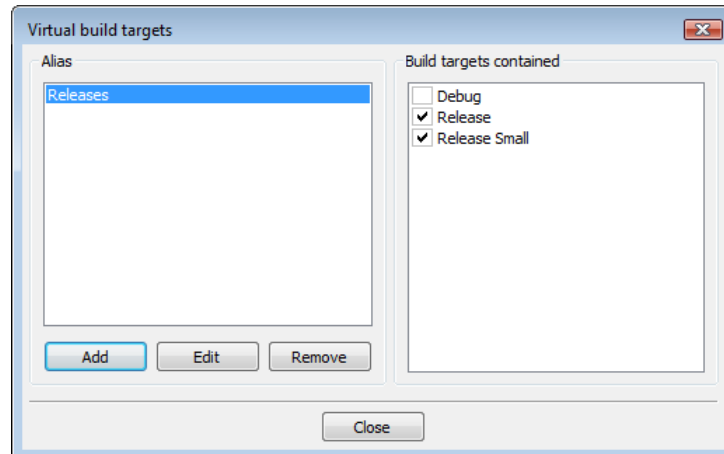 Virtual build targets
Alias
Releases
Add
Edit
Remove
Build targets contained
Debug
Release
Release Small
Close